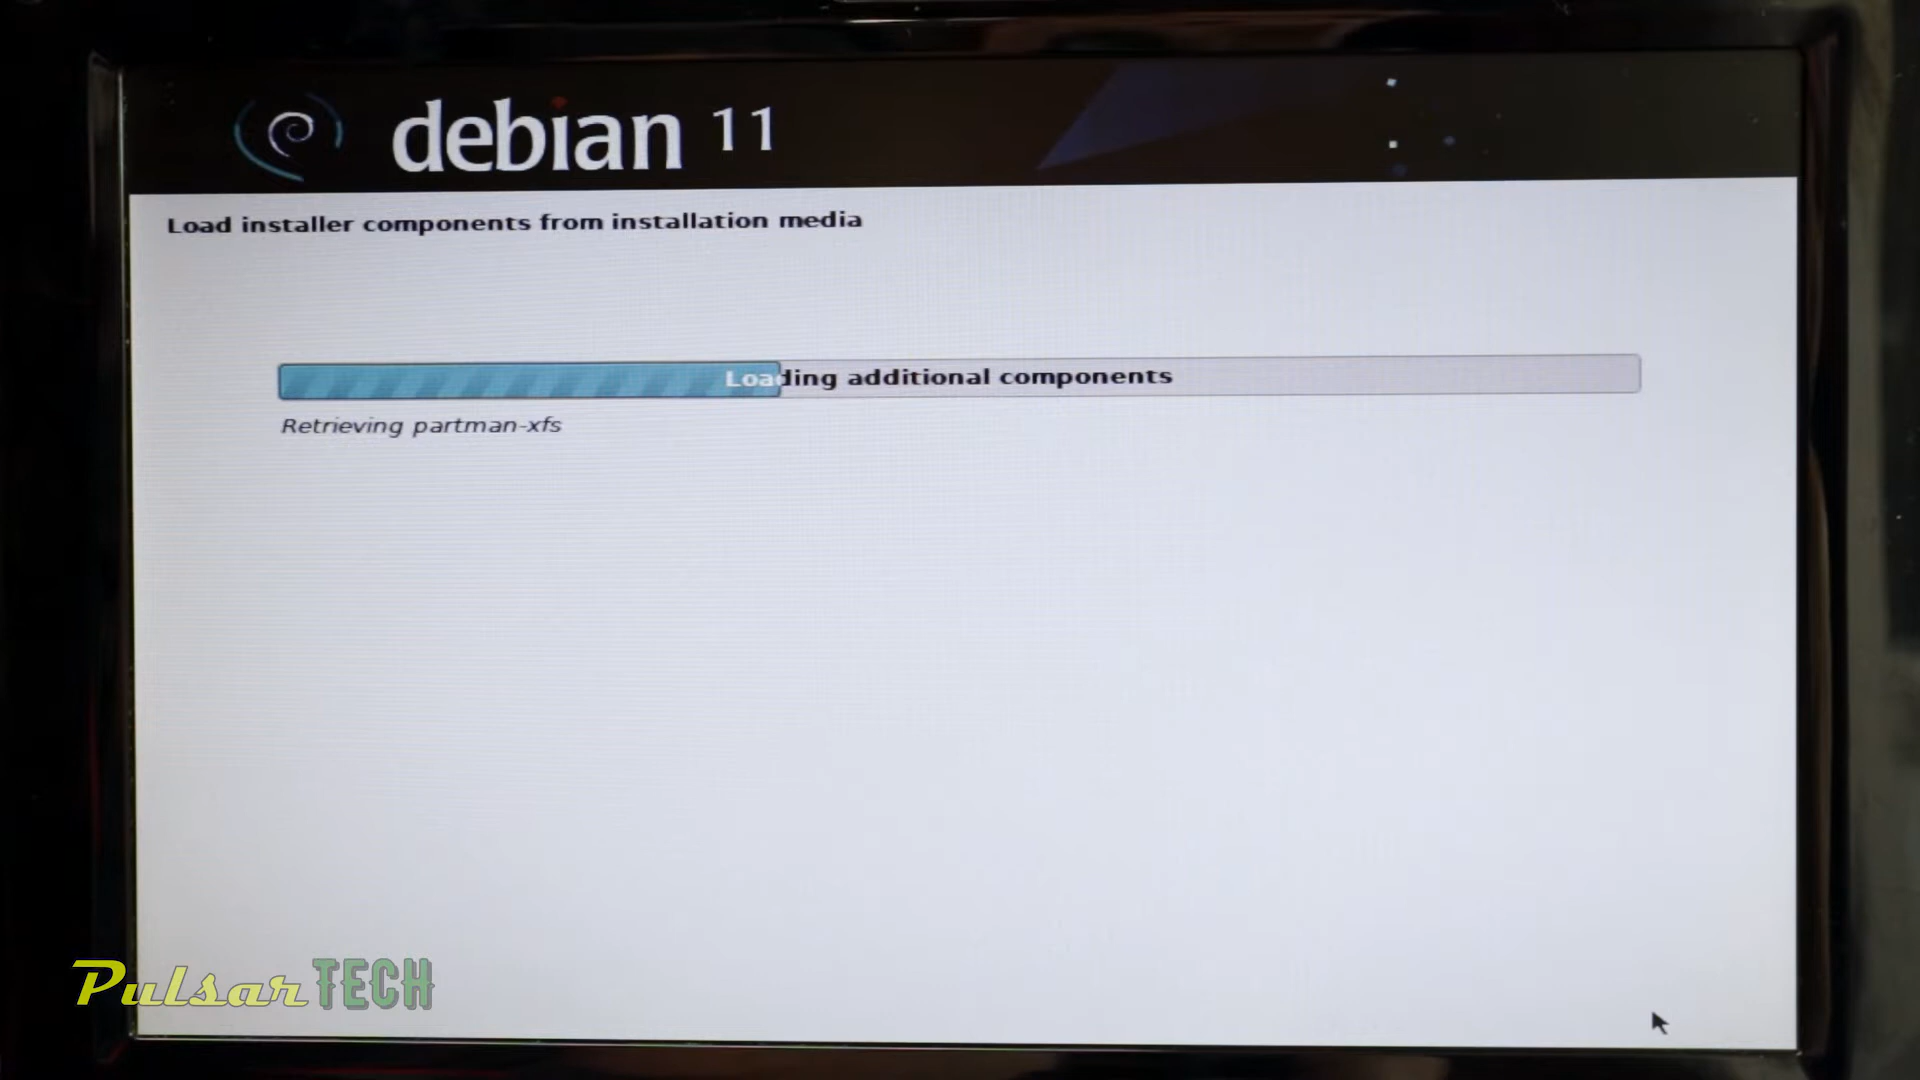 debian 11
Load installer components from installation media
Loading additional components
Retrieving partman-xfs
PulsarTECH